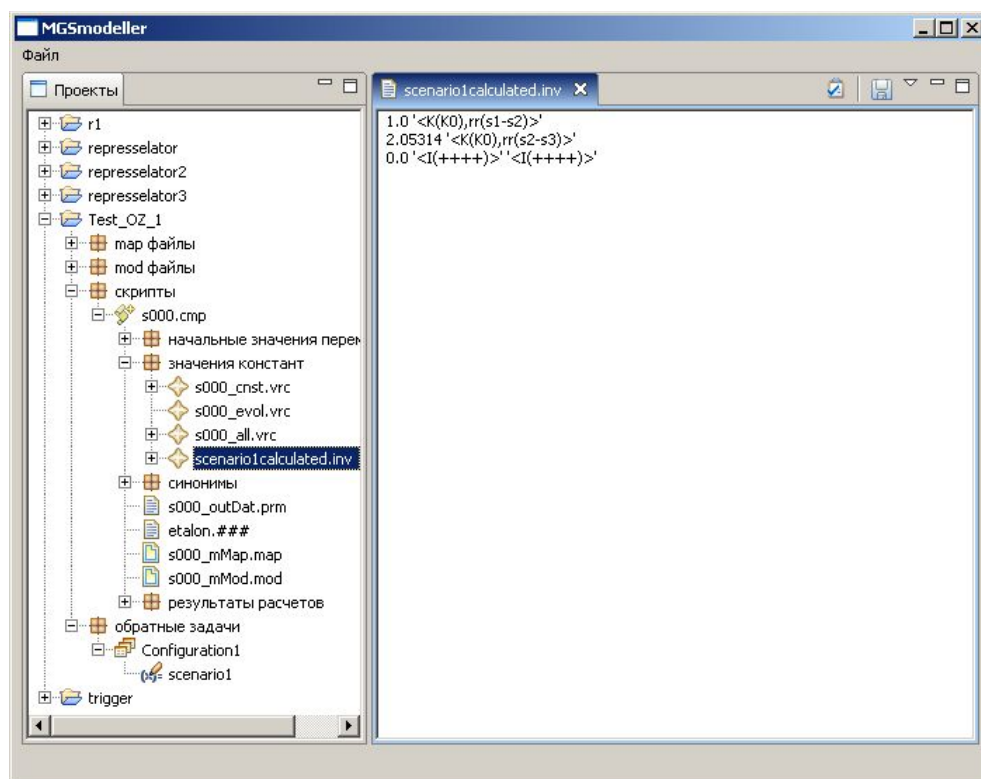 MGSmodeller
Файл
Проекты
r1
represselator
represselator2
represselator3
Test_OZ_1
map файлы
mod файлы
скрипты
s000.cmp
начальные значения перем
значения констант
s000_cnst.vrc
s000_evol.vrc
s000_all.vrc
scenario1calculated.inv
синонимы
s000_outDat.prm
etalon.###
s000_mMap.map
s000_mMod.mod
результаты расчетов
обратные задачи
Configuration1
scenario1
trigger
scenario1calculated.inv
1.0 '<K(K0),rr(s1-s2)>'
2.05314 '<K(K0),rr(s2-s3)>'
0.0 '<I(++++)>' '<I(++++)>'